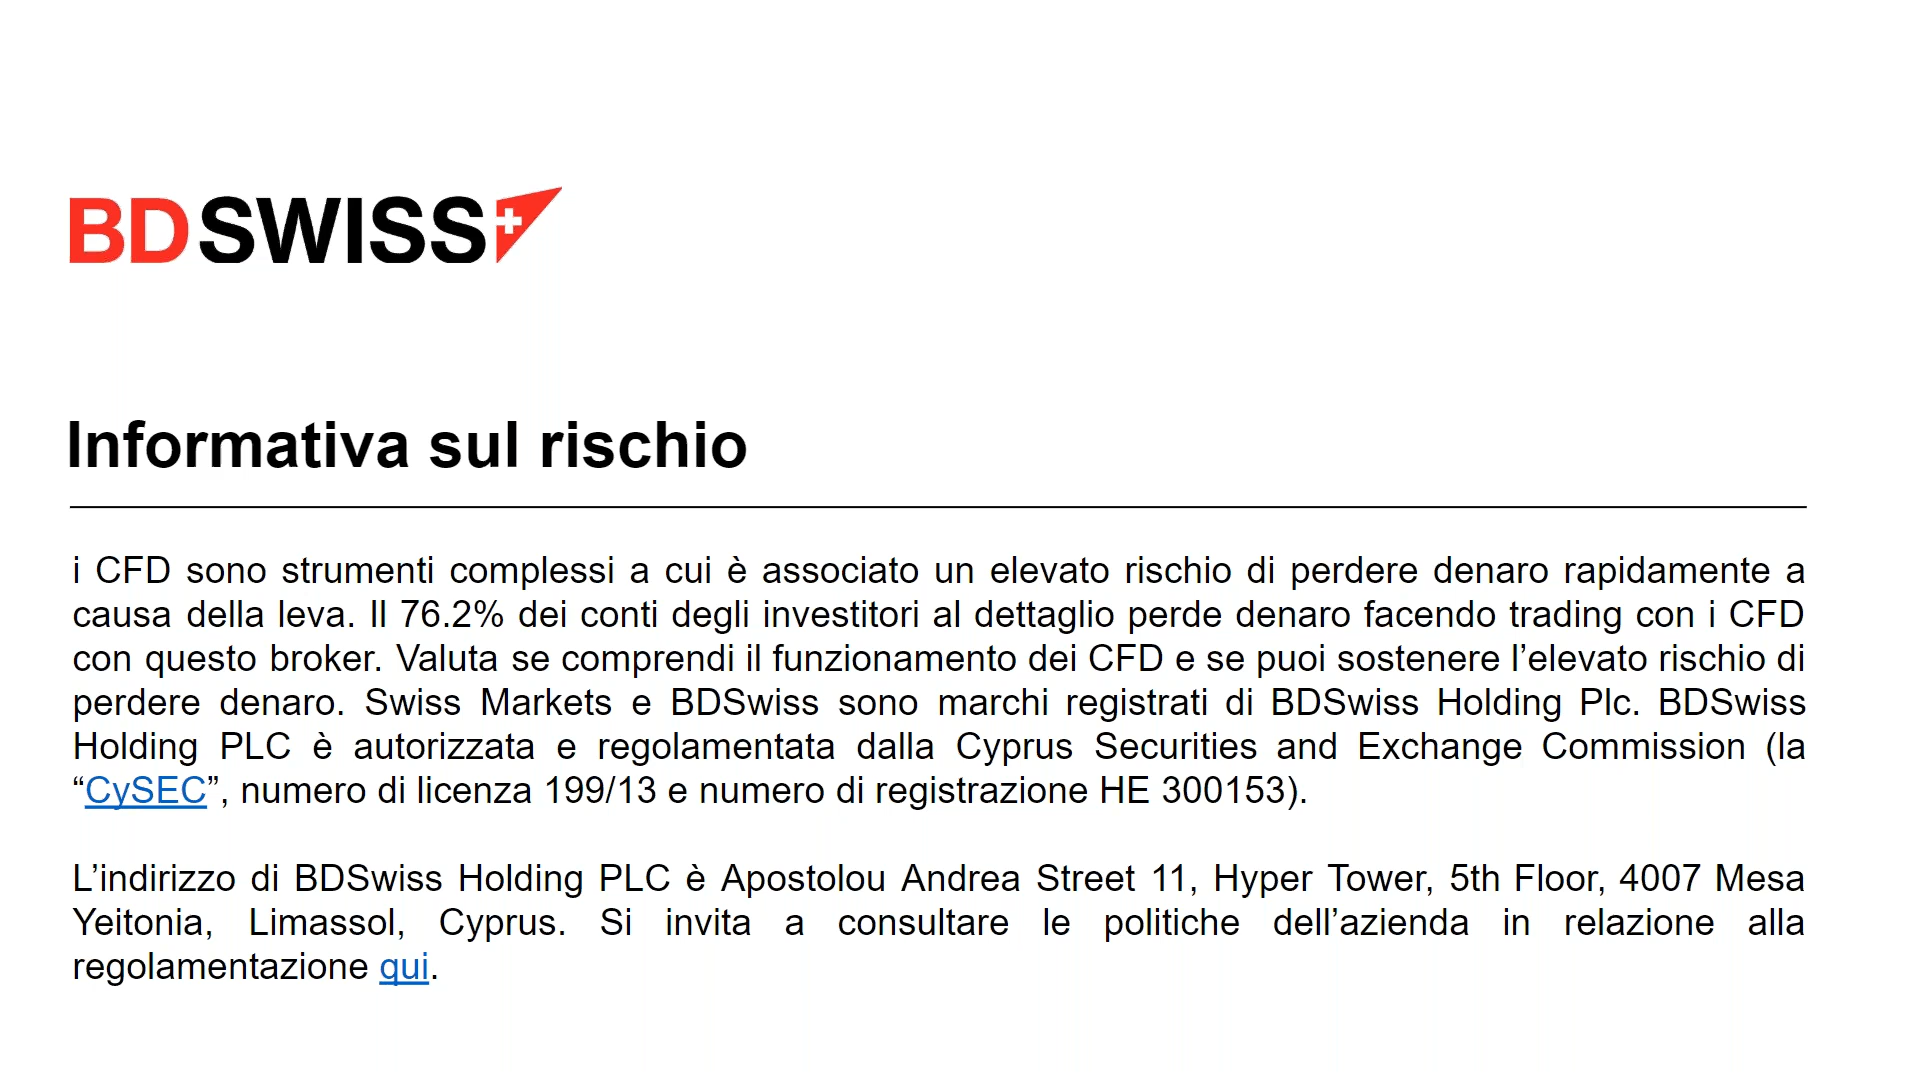 BDSWISS
Informativa sul rischio
i CFD sono strumenti complessi a cui è associato un elevato rischio di perdere denaro rapidamente a
causa della leva. Il 76.2% dei conti degli investitori al dettaglio perde denaro facendo trading con i CFD
con questo broker. Valuta se comprendi il funzionamento dei CFD e se puoi sostenere l’elevato rischio di
perdere denaro. Swiss Markets e BDSwiss sono marchi registrati di BDSwiss Holding Plc. BDSwiss
Holding PLC è autorizzata e regolamentata dalla Cyprus Securities and Exchange Commission (la
“CySEC”, numero di licenza 199/13 e numero di registrazione HE 300153).
L’indirizzo di BDSwiss Holding PLC è Apostolou Andrea Street 11, Hyper Tower, 5th Floor, 4007 Mesa
Yeitonia, Limassol, Cyprus. Si invita a consultare le politiche dell’azienda in relazione alla
regolamentazione qui.